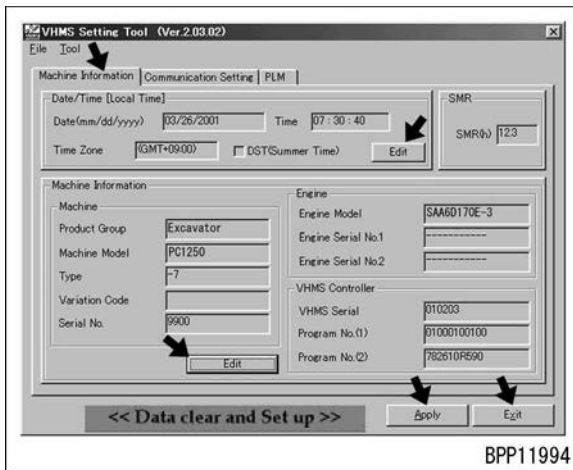 VHMS Setting Tool (Ver.2.03.02)
File Tool
Machine Information Communication Setting PLM
Date/Time [Local Time]
Date(mm/dd/yyyy) 03/26/2001 Time 07 : 30 : 40
Time Zone (GMT+09:00) DST(Summer Time) Edit
SMR
SMR(h) 12.3
Machine Information
Machine
Product Group Excavator
Machine Model PC1250
Type -7
Variation Code
Serial No. 9900
Edit
Engine
Engine Model SAA6D170E-3
Engine Serial No.1 -----------
Engine Serial No.2 -----------
VHMS Controller
VHMS Serial 010203
Program No.(1) 01000100100
Program No.(2) 782610R590
<< Data clear and Set up >> Apply Exit
BPP11994